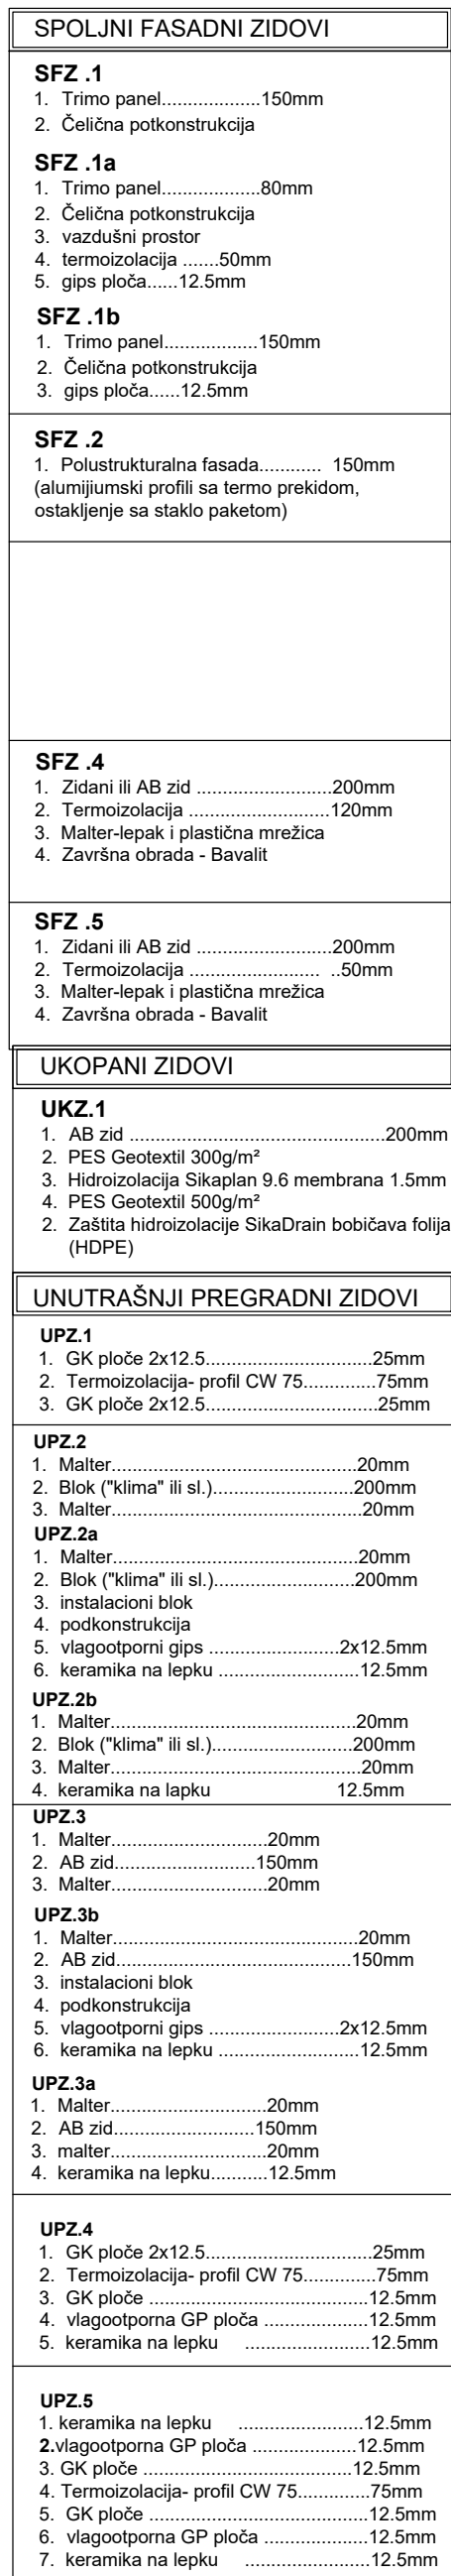 SPOLJNI FASADNI ZIDOVI
SFZ .1
1. Trimo panel...................150mm
2. Čelična potkonstrukcija
SFZ .1a
1. Trimo panel...................80mm
2. Čelična potkonstrukcija
3. vazdušni prostor
4. termoizolacija .......50mm
5. gips ploča......12.5mm
SFZ .1b
1. Trimo panel..................150mm
2. Čelična potkonstrukcija
3. gips ploča......12.5mm
SFZ .2
1. Polustrukturalna fasada............ 150mm
(alumijiumski profili sa termo prekidom,
ostakljenje sa staklo paketom)
SFZ .4
1. Zidani ili AB zid ..........................200mm
2. Termoizolacija ...........................120mm
3. Malter-lepak i plastična mrežica
4. Završna obrada - Bavalit
SFZ .5
1. Zidani ili AB zid ..........................200mm
2. Termoizolacija ......................... ..50mm
3. Malter-lepak i plastična mrežica
4. Završna obrada - Bavalit
UKOPANI ZIDOVI
UKZ.1
1. AB zid .................................................200mm
2. PES Geotextil 300g/m²
3. Hidroizolacija Sikaplan 9.6 membrana 1.5mm
4. PES Geotextil 500g/m²
2. Zaštita hidroizolacije SikaDrain bobičava folija
(HDPE)
UNUTRAŠNJI PREGRADNI ZIDOVI
UPZ.1
1. GK ploče 2x12.5................................25mm
2. Termoizolacija- profil CW 75..............75mm
3. GK ploče 2x12.5.................................25mm
UPZ.2
1. Malter...............................................20mm
2. Blok ("klima" ili sl.)...........................200mm
3. Malter................................................20mm
UPZ.2a
1. Malter...............................................20mm
2. Blok ("klima" ili sl.)...........................200mm
3. instalacioni blok
4. podkonstrukcija
5. vlagootporni gips .........................2x12.5mm
6. keramika na lepku ...........................12.5mm
UPZ.2b
1. Malter...............................................20mm
2. Blok ("klima" ili sl.)...........................200mm
3. Malter................................................20mm
4. keramika na lapku 12.5mm
UPZ.3
1. Malter..............................20mm
2. AB zid...........................150mm
3. Malter..............................20mm
UPZ.3b
1. Malter...............................................20mm
2. AB zid.............................................150mm
3. instalacioni blok
4. podkonstrukcija
5. vlagootporni gips .........................2x12.5mm
6. keramika na lepku ...........................12.5mm
UPZ.3a
1. Malter..............................20mm
2. AB zid...........................150mm
3. malter..............................20mm
4. keramika na lepku...........12.5mm
UPZ.4
1. GK ploče 2x12.5................................25mm
2. Termoizolacija- profil CW 75..............75mm
3. GK ploče ..........................................12.5mm
4. vlagootporna GP ploča ....................12.5mm
5. keramika na lepku ........................12.5mm
UPZ.5
1. keramika na lepku ........................12.5mm
2.vlagootporna GP ploča ....................12.5mm
3. GK ploče ........................................12.5mm
4. Termoizolacija- profil CW 75..............75mm
5. GK ploče ..........................................12.5mm
6. vlagootporna GP ploča ....................12.5mm
7. keramika na lepku ........................12.5mm